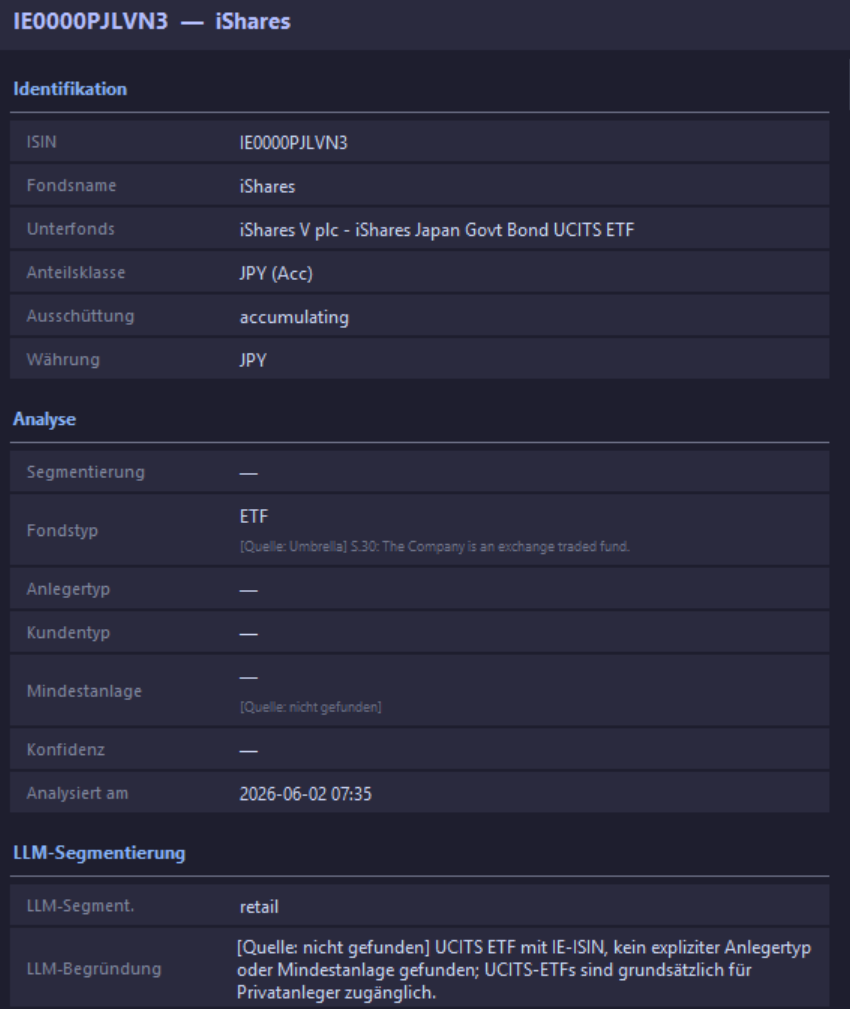 IE0000PJLVN3 — iShares
Identifikation
ISIN IE0000PJLVN3
Fondsname iShares
Unterfonds iShares V plc - iShares Japan Govt Bond UCITS ETF
Anteilsklasse JPY (Acc)
Ausschüttung accumulating
Währung JPY
Analyse
Segmentierung —
Fondstyp ETF
[Quelle: Umbrella] S.30: The Company is an exchange traded fund.
Anlegertyp —
Kundentyp —
Mindestanlage —
[Quelle: nicht gefunden]
Konfidenz —
Analysiert am 2026-06-02 07:35
LLM-Segmentierung
LLM-Segment. retail
LLM-Begründung [Quelle: nicht gefunden] UCITS ETF mit IE-ISIN, kein expliziter Anlegertyp
oder Mindestanlage gefunden; UCITS-ETFs sind grundsätzlich für
Privatanleger zugänglich.